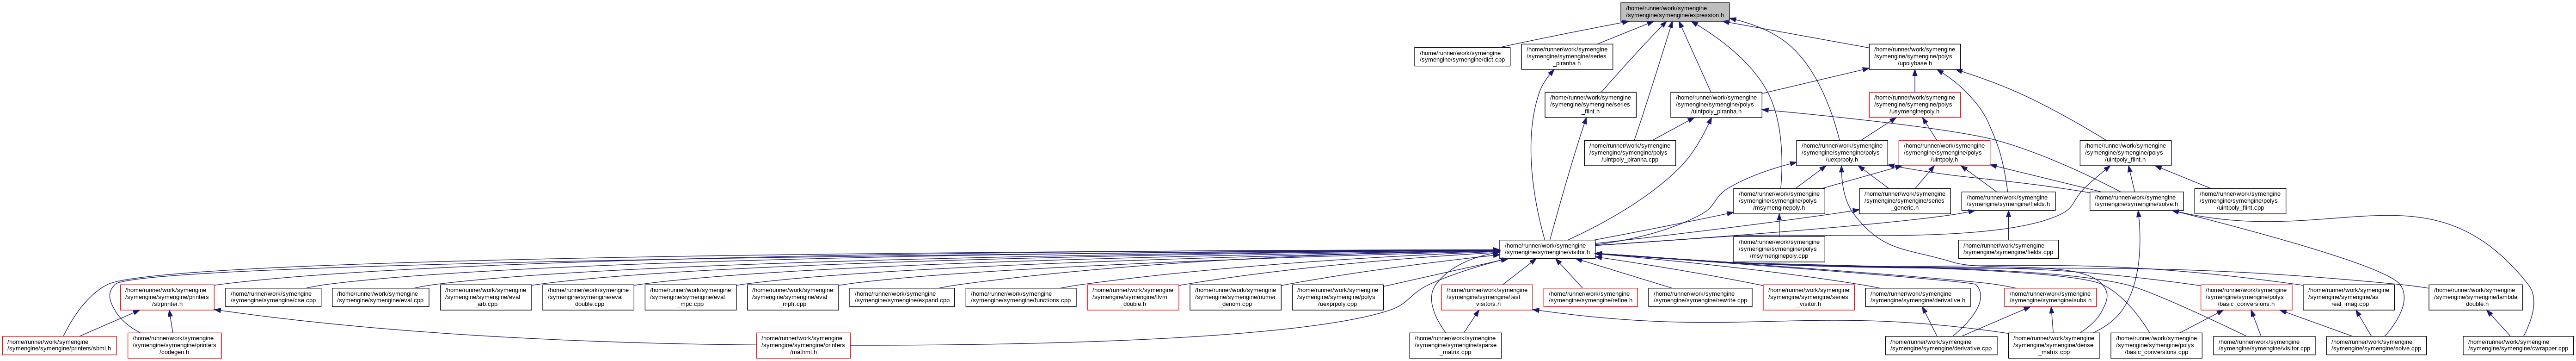 /home/runner/work/symengine
/symengine/symengine/expression.h
/home/runner/work/symengine
/symengine/symengine/dict.cpp
/home/runner/work/symengine
/symengine/symengine/series
_piranha.h
/home/runner/work/symengine
/symengine/symengine/polys
/upolybase.h
/home/runner/work/symengine
/symengine/symengine/series
_flint.h
/home/runner/work/symengine
/symengine/symengine/polys
/uintpoly_piranha.h
/home/runner/work/symengine
/symengine/symengine/polys
/usymenginepoly.h
/home/runner/work/symengine
/symengine/symengine/polys
/uintpoly_piranha.cpp
/home/runner/work/symengine
/symengine/symengine/polys
/uexprpoly.h
/home/runner/work/symengine
/symengine/symengine/polys
/uintpoly.h
/home/runner/work/symengine
/symengine/symengine/polys
/uintpoly_flint.h
/home/runner/work/symengine
/symengine/symengine/polys
/msymenginepoly.h
/home/runner/work/symengine
/symengine/symengine/series
_generic.h
/home/runner/work/symengine
/symengine/symengine/fields.h
/home/runner/work/symengine
/symengine/symengine/solve.h
/home/runner/work/symengine
/symengine/symengine/polys
/uintpoly_flint.cpp
/home/runner/work/symengine
/symengine/symengine/visitor.h
/home/runner/work/symengine
/symengine/symengine/polys
/msymenginepoly.cpp
/home/runner/work/symengine
/symengine/symengine/fields.cpp
/home/runner/work/symengine
/symengine/symengine/printers
/strprinter.h
/home/runner/work/symengine
/symengine/symengine/cse.cpp
/home/runner/work/symengine
/symengine/symengine/eval.cpp
/home/runner/work/symengine
/symengine/symengine/eval
_arb.cpp
/home/runner/work/symengine
/symengine/symengine/eval
_double.cpp
/home/runner/work/symengine
/symengine/symengine/eval
_mpc.cpp
/home/runner/work/symengine
/symengine/symengine/eval
_mpfr.cpp
/home/runner/work/symengine
/symengine/symengine/expand.cpp
/home/runner/work/symengine
/symengine/symengine/functions.cpp
/home/runner/work/symengine
/symengine/symengine/llvm
_double.h
/home/runner/work/symengine
/symengine/symengine/numer
_denom.cpp
/home/runner/work/symengine
/symengine/symengine/polys
/uexprpoly.cpp
/home/runner/work/symengine
/symengine/symengine/test
_visitors.h
/home/runner/work/symengine
/symengine/symengine/refine.h
/home/runner/work/symengine
/symengine/symengine/rewrite.cpp
/home/runner/work/symengine
/symengine/symengine/series
_visitor.h
/home/runner/work/symengine
/symengine/symengine/derivative.h
/home/runner/work/symengine
/symengine/symengine/subs.h
/home/runner/work/symengine
/symengine/symengine/polys
/basic_conversions.h
/home/runner/work/symengine
/symengine/symengine/as
_real_imag.cpp
/home/runner/work/symengine
/symengine/symengine/lambda
_double.h
/home/runner/work/symengine
/symengine/symengine/printers/sbml.h
/home/runner/work/symengine
/symengine/symengine/printers
/codegen.h
/home/runner/work/symengine
/symengine/symengine/printers
/mathml.h
/home/runner/work/symengine
/symengine/symengine/sparse
_matrix.cpp
/home/runner/work/symengine
/symengine/symengine/derivative.cpp
/home/runner/work/symengine
/symengine/symengine/dense
_matrix.cpp
/home/runner/work/symengine
/symengine/symengine/polys
/basic_conversions.cpp
/home/runner/work/symengine
/symengine/symengine/visitor.cpp
/home/runner/work/symengine
/symengine/symengine/solve.cpp
/home/runner/work/symengine
/symengine/symengine/cwrapper.cpp